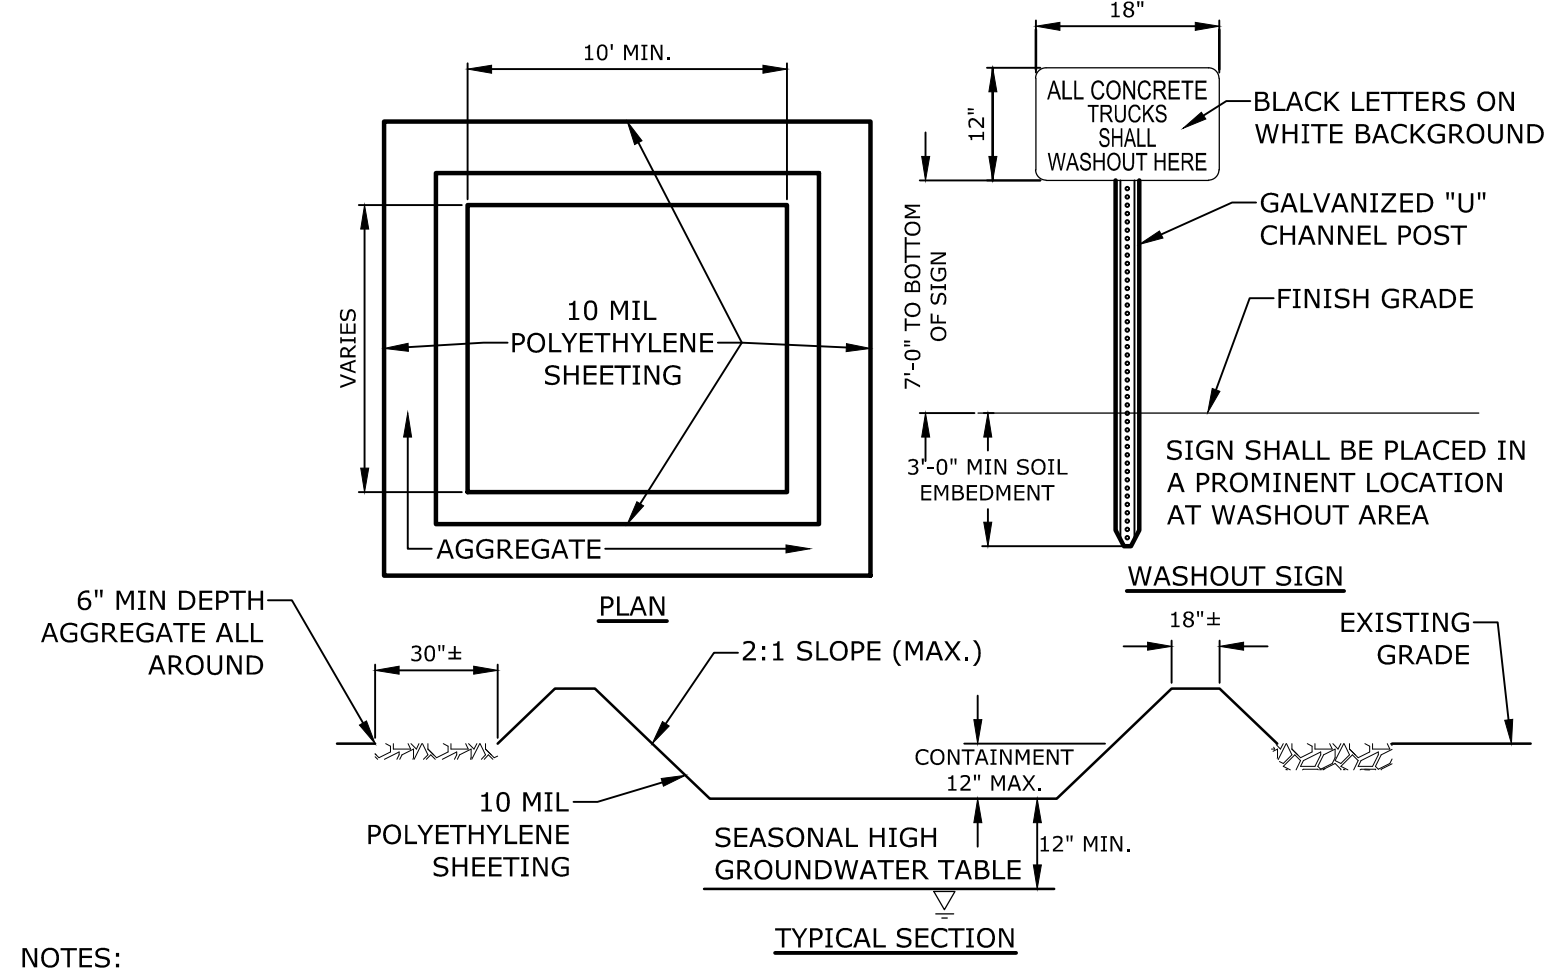 18"
10' MIN.
ALL CONCRETE
TRUCKS
SHALL
WASHOUT HERE
12"
BLACK LETTERS ON
WHITE BACKGROUND
GALVANIZED "U"
CHANNEL POST
7'-0" TO BOTTOM
OF SIGN
FINISH GRADE
10 MIL
POLYETHYLENE
SHEETING
VARIES
3'-0" MIN SOIL
EMBEDMENT
SIGN SHALL BE PLACED IN
A PROMINENT LOCATION
AT WASHOUT AREA
AGGREGATE
PLAN
WASHOUT SIGN
6" MIN DEPTH
AGGREGATE ALL
AROUND
30"±
2:1 SLOPE (MAX.)
18"±
EXISTING
GRADE
CONTAINMENT
12" MAX.
10 MIL
POLYETHYLENE
SHEETING
SEASONAL HIGH
GROUNDWATER TABLE
12" MIN.
TYPICAL SECTION
NOTES: